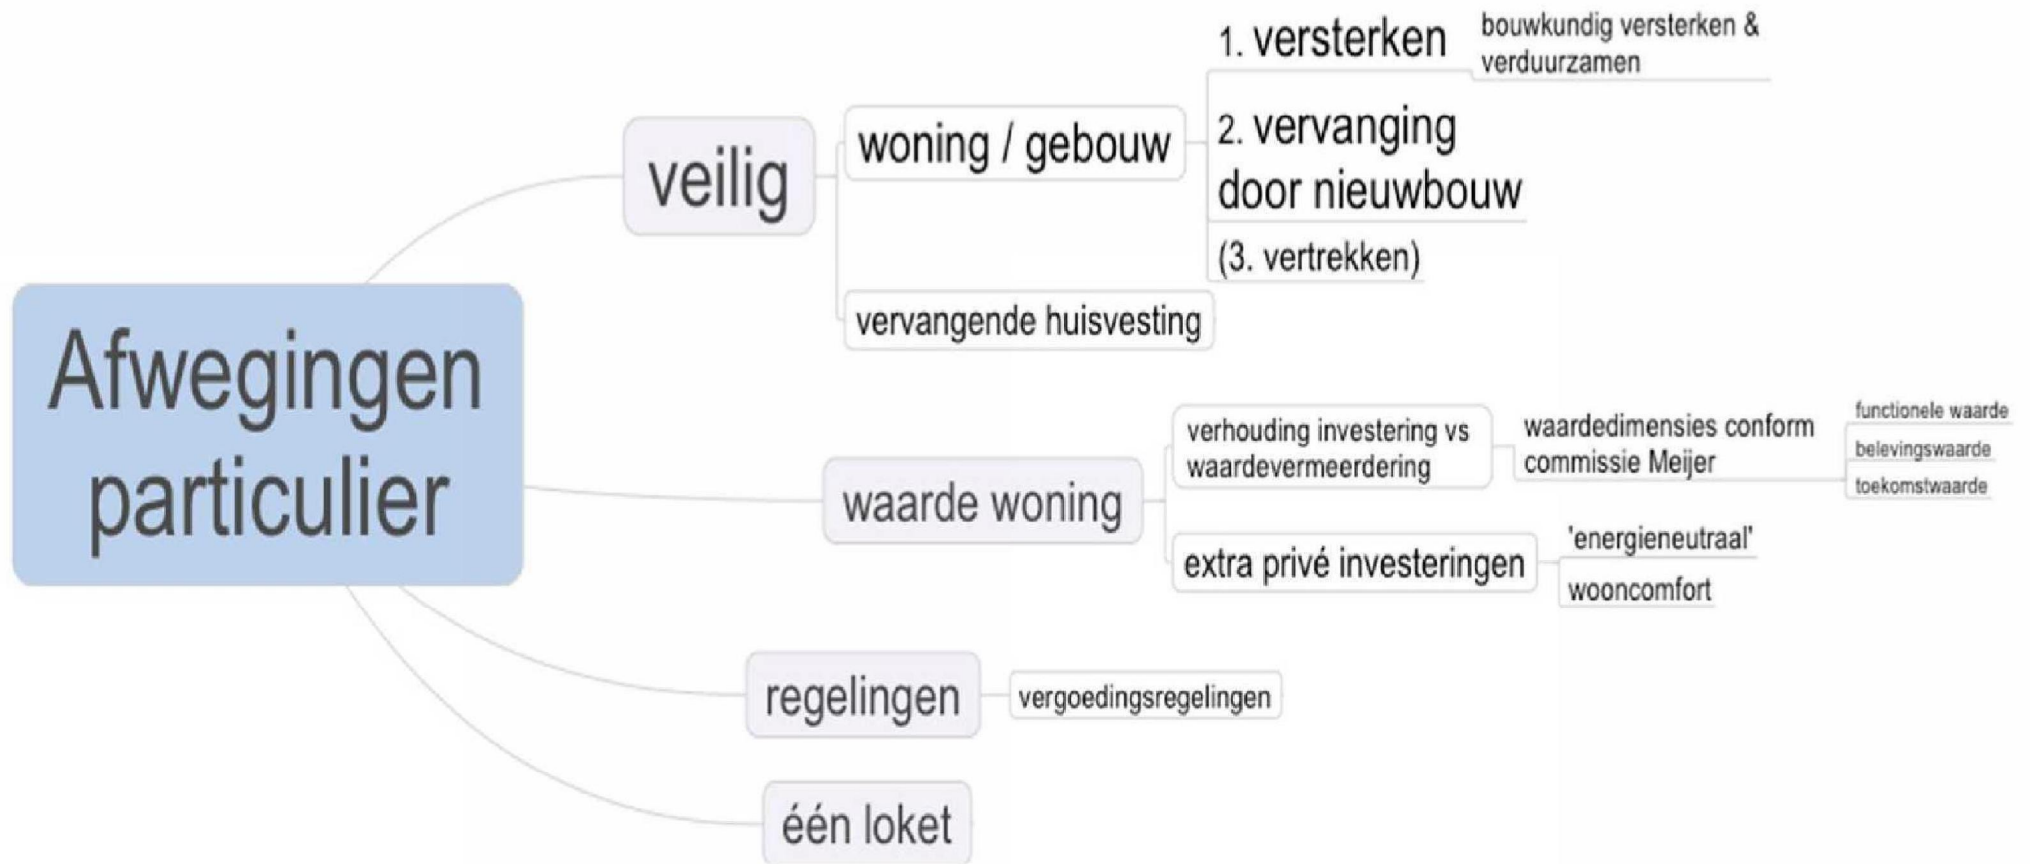 Afwegingen
particulier
veilig
woning / gebouw
1. versterken
bouwkundig versterken &
verduurzamen
2. vervanging
door nieuwbouw
(3. vertrekken)
vervangende huisvesting
waarde woning
verhouding investering vs
waardevermeerdering
waardedimensies conform
commissie Meijer
functionele waarde
belevingswaarde
toekomstwaarde
extra privé investeringen
'energieneutraal'
wooncomfort
regelingen
vergoedingsregelingen
één loket